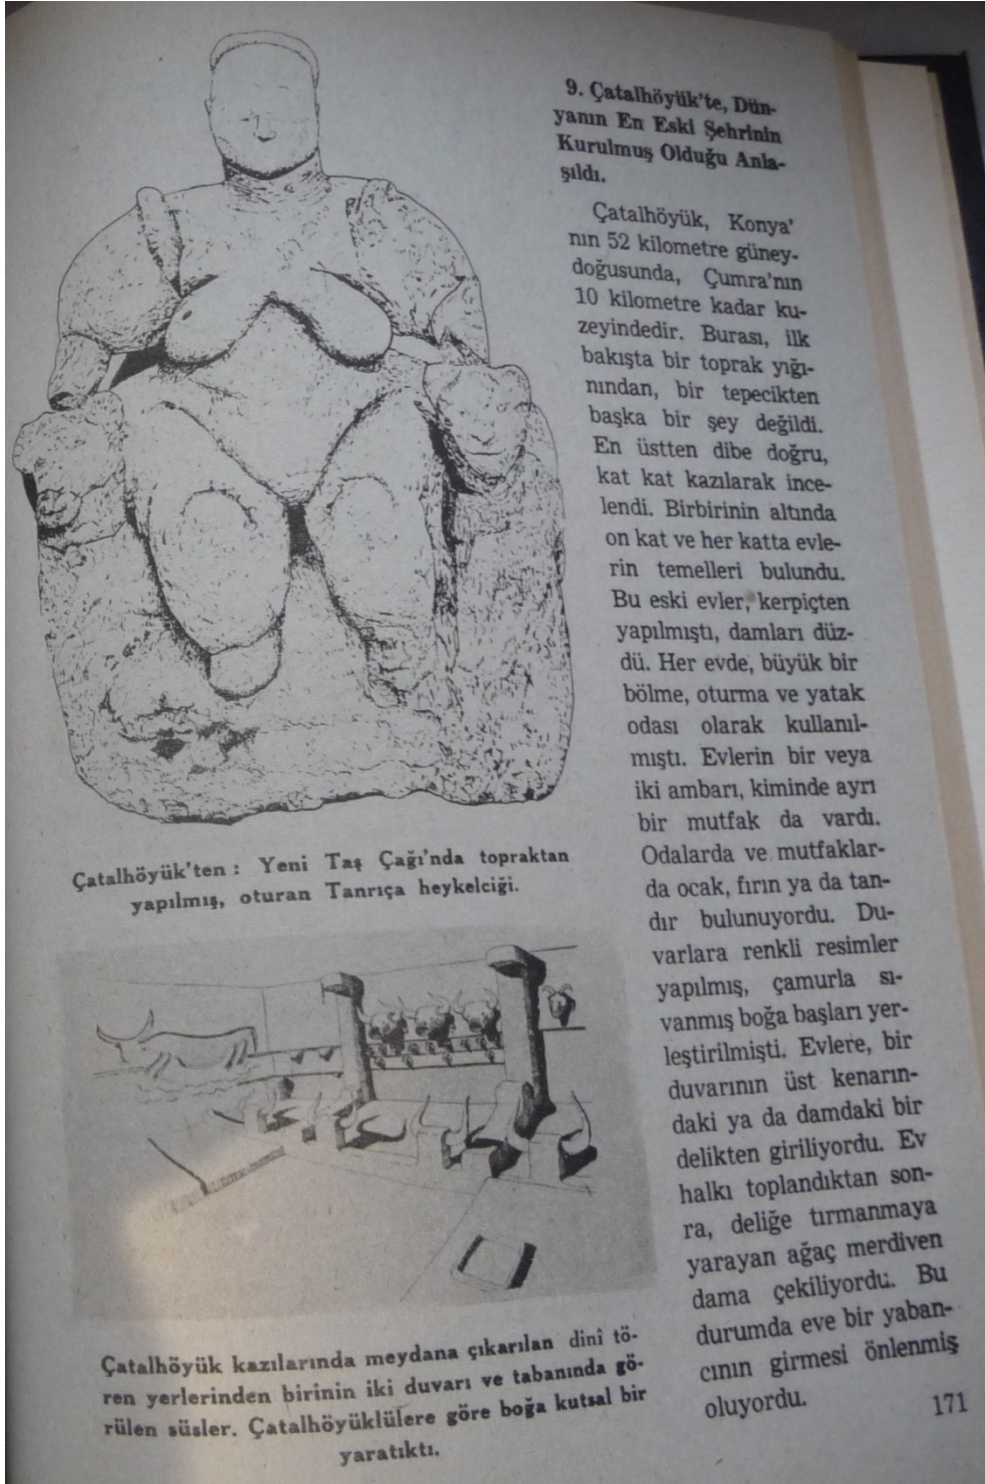 9. Çatalhöyük'te, Dün-
yanın En Eski Şehrinin
Kurulmuş Olduğu Anla-
şıldı.
Çatalhöyük, Konya'
nın 52 kilometre güney-
doğusunda, Çumra'nın
10 kilometre kadar ku-
zeyindedir. Burası, ilk
bakışta bir toprak yığı-
nından, bir tepecikten
başka bir şey değildi.
En üstten dibe doğru,
kat kat kazılarak ince-
lendi. Birbirinin altında
on kat ve her katta evle-
rin temelleri bulundu.
Bu eski evler, kerpiçten
yapılmıştı, damları düz-
dü. Her evde, büyük bir
bölme, oturma ve yatak
odası olarak kullanıl-
mıştı. Evlerin bir veya
iki ambarı, kiminde ayrı
bir mutfak da vardı.
Odalarda ve mutfaklar-
da ocak, fırın ya da tan-
dır bulunuyordu. Du-
varlara renkli resimler
yapılmış, çamurla sı-
vanmış boğa başları yer-
leştirilmişti. Evlere, bir
duvarının üst kenarın-
daki ya da damdaki bir
delikten giriliyordu. Ev
halkı toplandıktan son-
ra, deliğe tırmanmaya
yarayan ağaç merdiven
dama çekiliyordu. Bu
durumda eve bir yaban-
cının girmesi önlenmiş
oluyordu.
Çatalhöyük'ten : Yeni Taş Çağı'nda topraktan
yapılmış, oturan Tanrıça heykelciği.
Çatalhöyük kazılarında meydana çıkarılan dinî tö-
ren yerlerinden birinin iki duvarı ve tabanında gö-
rülen süsler. Çatalhöyüklülere göre boğa kutsal bir
yaratıktı.
171